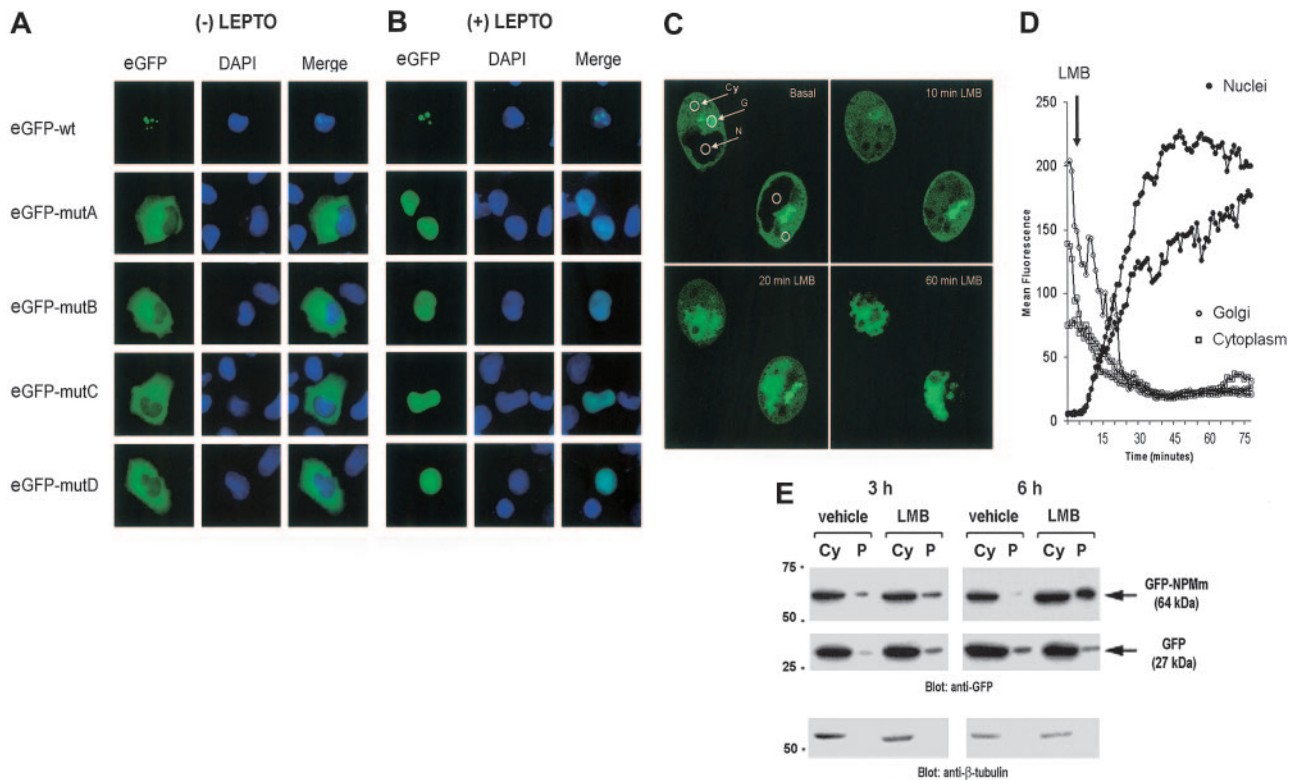 A
(-) LEPTO
eGFP
DAPI
Merge
eGFP-wt
eGFP-mutA
eGFP-mutB
eGFP-mutC
eGFP-mutD
B
(+) LEPTO
eGFP
DAPI
Merge
C
Cy
G
N
Basal
10 min LMB
20 min LMB
60 min LMB
D
LMB
Nuclei
Golgi
Cytoplasm
Mean Fluorescence
250
200
150
100
50
0
15
30
45
60
75
Time (minutes)
E
3 h
6 h
vehicle
LMB
vehicle
LMB
Cy P
Cy P
Cy P
Cy P
75
50
GFP-NPMm
(64 kDa)
25
GFP
(27 kDa)
Blot: anti-GFP
50
Blot: anti-β-tubulin